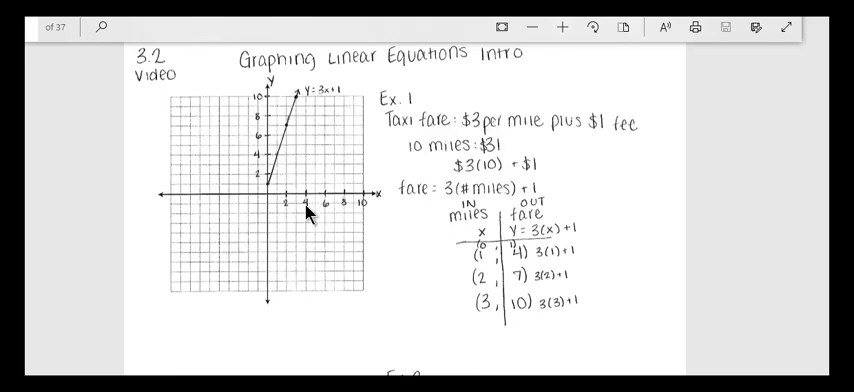 of 37
3.2
Video
Graphing Linear Equations Intro
y
y=3x+1
10
8
6
4
2
2 4 6 8 10 x
Ex. 1
Taxi fare: $3 per mile plus $1 fee
10 miles: $31
$3(10) + $1
fare = 3(# miles) + 1
IN OUT
miles fare
x y = 3(x) + 1
(0, 1)
(1, 4) 3(1)+1
(2, 7) 3(2)+1
(3, 10) 3(3)+1